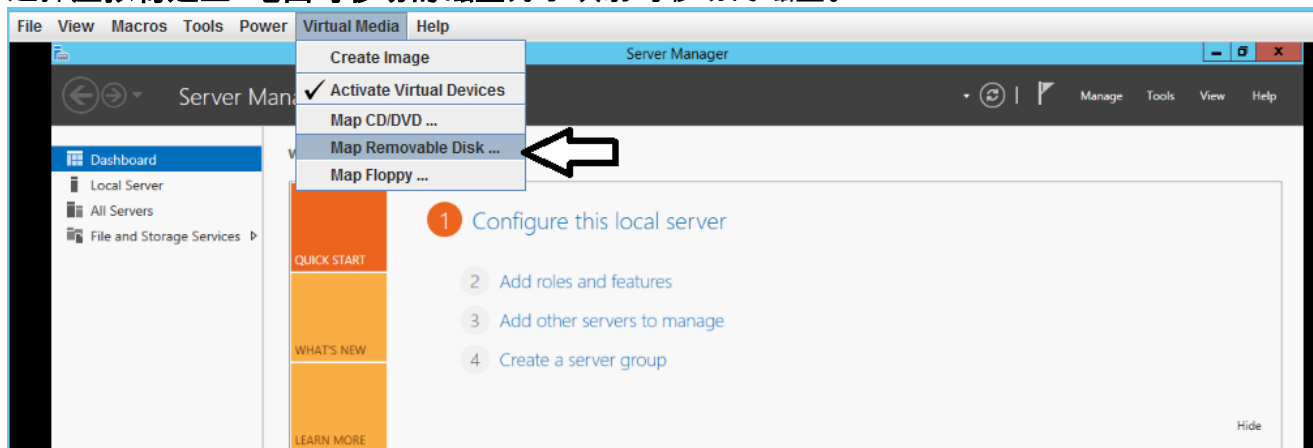 File View Macros Tools Power Virtual Media Help
Create Image
Server Manager
✓ Activate Virtual Devices
Server Man
Manage Tools View Help
Map CD/DVD ...
Map Removable Disk ...
Map Floppy ...
Dashboard
Local Server
All Servers
File and Storage Services
1 Configure this local server
QUICK START
2 Add roles and features
3 Add other servers to manage
WHAT'S NEW
4 Create a server group
Hide
LEARN MORE